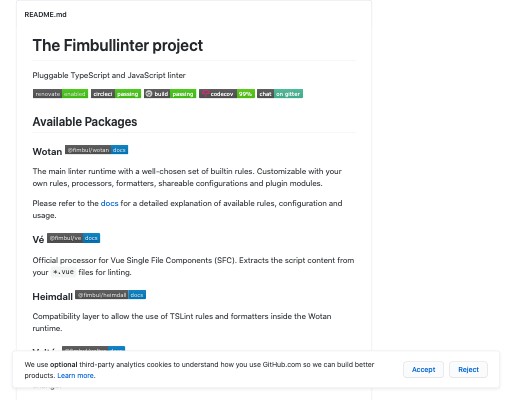 README.md
The Fimbullinter project
Pluggable TypeScript and JavaScript linter
renovate enabled circleci passing build passing codecov 99% chat on gitter
Available Packages
Wotan @fimbul/wotan docs
The main linter runtime with a well-chosen set of builtin rules. Customizable with your
own rules, processors, formatters, shareable configurations and plugin modules.
Please refer to the docs for a detailed explanation of available rules, configuration and
usage.
Vé @fimbul/ve docs
Official processor for Vue Single File Components (SFC). Extracts the script content from
your *.vue files for linting.
Heimdall @fimbul/heimdall docs
Compatibility layer to allow the use of TSLint rules and formatters inside the Wotan
runtime.
We use optional third-party analytics cookies to understand how you use GitHub.com so we can build better
products. Learn more.
Accept Reject